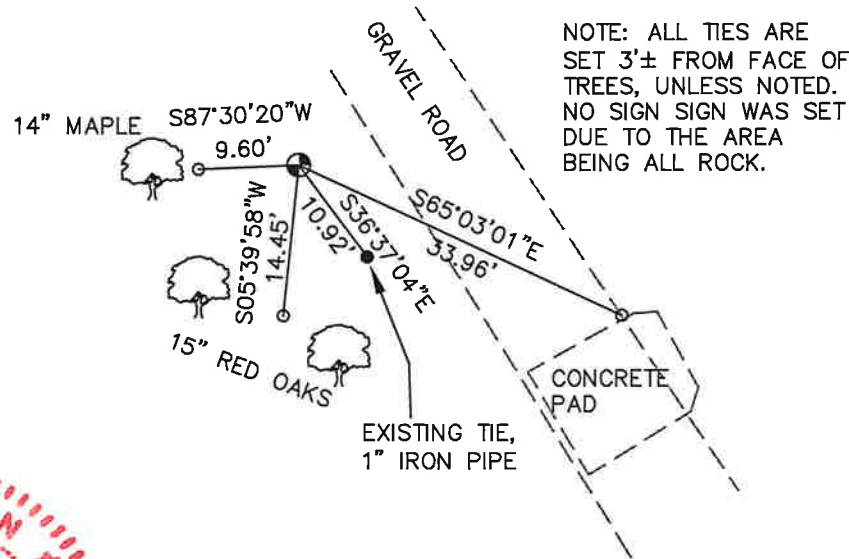 NOTE: ALL TIES ARE
SET 3'± FROM FACE OF
TREES, UNLESS NOTED.
NO SIGN SIGN WAS SET
DUE TO THE AREA
BEING ALL ROCK.
GRAVEL ROAD
14" MAPLE
S87°30'20"W
9.60'
S05°39'58"W
14.45'
S36°37'04"E
10.92'
S65°03'01"E
33.96'
15" RED OAKS
CONCRETE
PAD
EXISTING TIE,
1" IRON PIPE
N